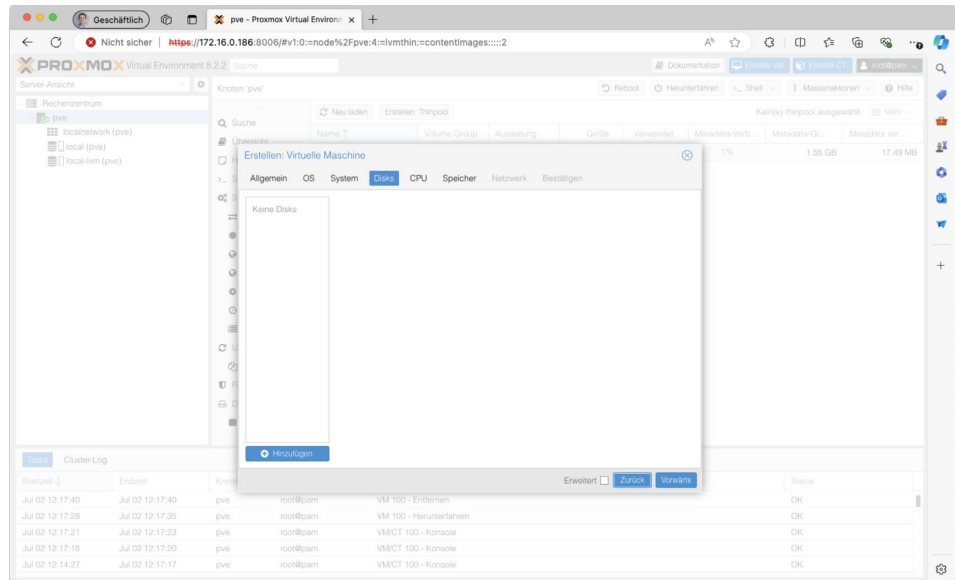 Geschäftlich
pve - Proxmox Virtual Environm
Nicht sicher | https://172.16.0.186:8006/#v1:0:=node%2Fpve:4:=lvmthin:=contentImages:::::2
PROXMOX Virtual Environment 8.2.2 Suche
Dokumentation Erstelle VM Erstelle CT root@pam
Server-Ansicht
Knoten 'pve'
Reboot Herunterfahren Shell Massenaktionen Hilfe
Rechenzentrum
pve
localnetwork (pve)
local (pve)
local-lvm (pve)
Suche
Übersicht
Neu laden Erstellen: Thinpool
Kein(e) thinpool ausgewählt Mehr
Name Volume Group Auslastung Größe Verwendet Metadata-Verb... Metadata-Gr... Metadata ver...
1% 1.55 GB 17.49 MB
Erstellen: Virtuelle Maschine
Allgemein OS System Disks CPU Speicher Netzwerk Bestätigen
Keine Disks
Hinzufügen
Erweitert Zurück Vorwärts
Tasks Cluster-Log
Startzeit Endzeit Status
Jul 02 12:17:40 Jul 02 12:17:40 pve root@pam VM 100 - Entfernen OK
Jul 02 12:17:28 Jul 02 12:17:35 pve root@pam VM 100 - Herunterfahren OK
Jul 02 12:17:21 Jul 02 12:17:23 pve root@pam VM/CT 100 - Konsole OK
Jul 02 12:17:18 Jul 02 12:17:20 pve root@pam VM/CT 100 - Konsole OK
Jul 02 12:14:27 Jul 02 12:17:17 pve root@pam VM/CT 100 - Konsole OK